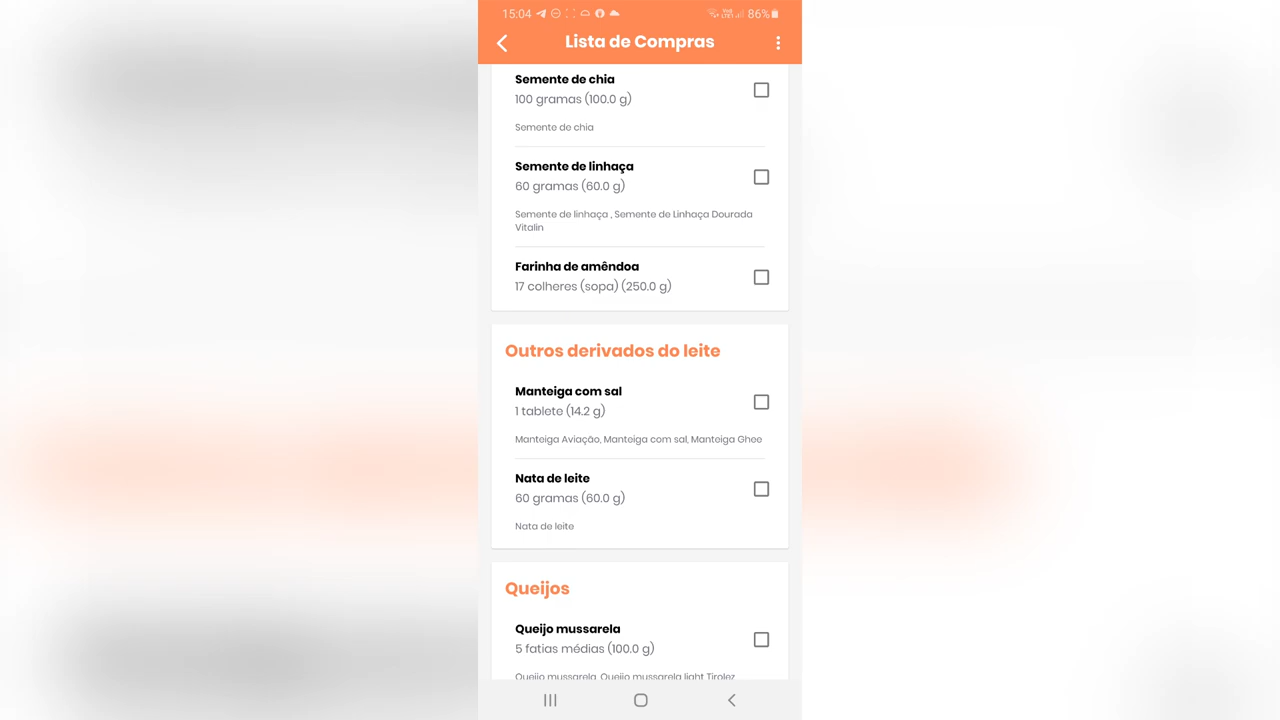 15:04
86%
Lista de Compras
Semente de chia
100 gramas (100.0 g)
Semente de chia
Semente de linhaça
60 gramas (60.0 g)
Semente de linhaça , Semente de Linhaça Dourada
Vitalin
Farinha de amêndoa
17 colheres (sopa) (250.0 g)
Outros derivados do leite
Manteiga com sal
1 tablete (14.2 g)
Manteiga Aviação, Manteiga com sal, Manteiga Ghee
Nata de leite
60 gramas (60.0 g)
Nata de leite
Queijos
Queijo mussarela
5 fatias médias (100.0 g)
Queijo mussarela, Queijo mussarela light Tirolez